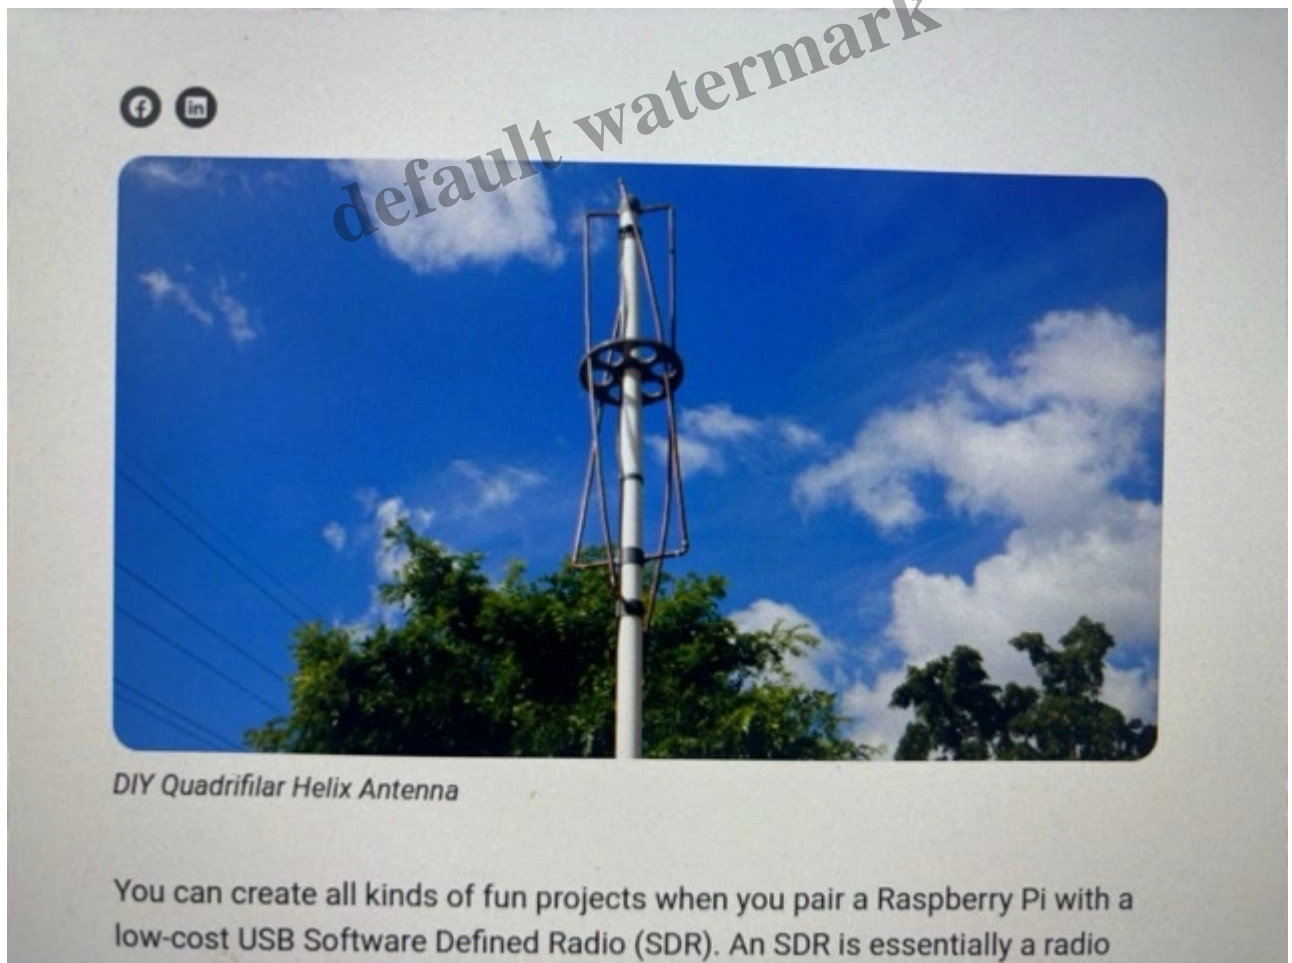 default watermark
f in
DIY Quadrifilar Helix Antenna
You can create all kinds of fun projects when you pair a Raspberry Pi with a
low-cost USB Software Defined Radio (SDR). An SDR is essentially a radio